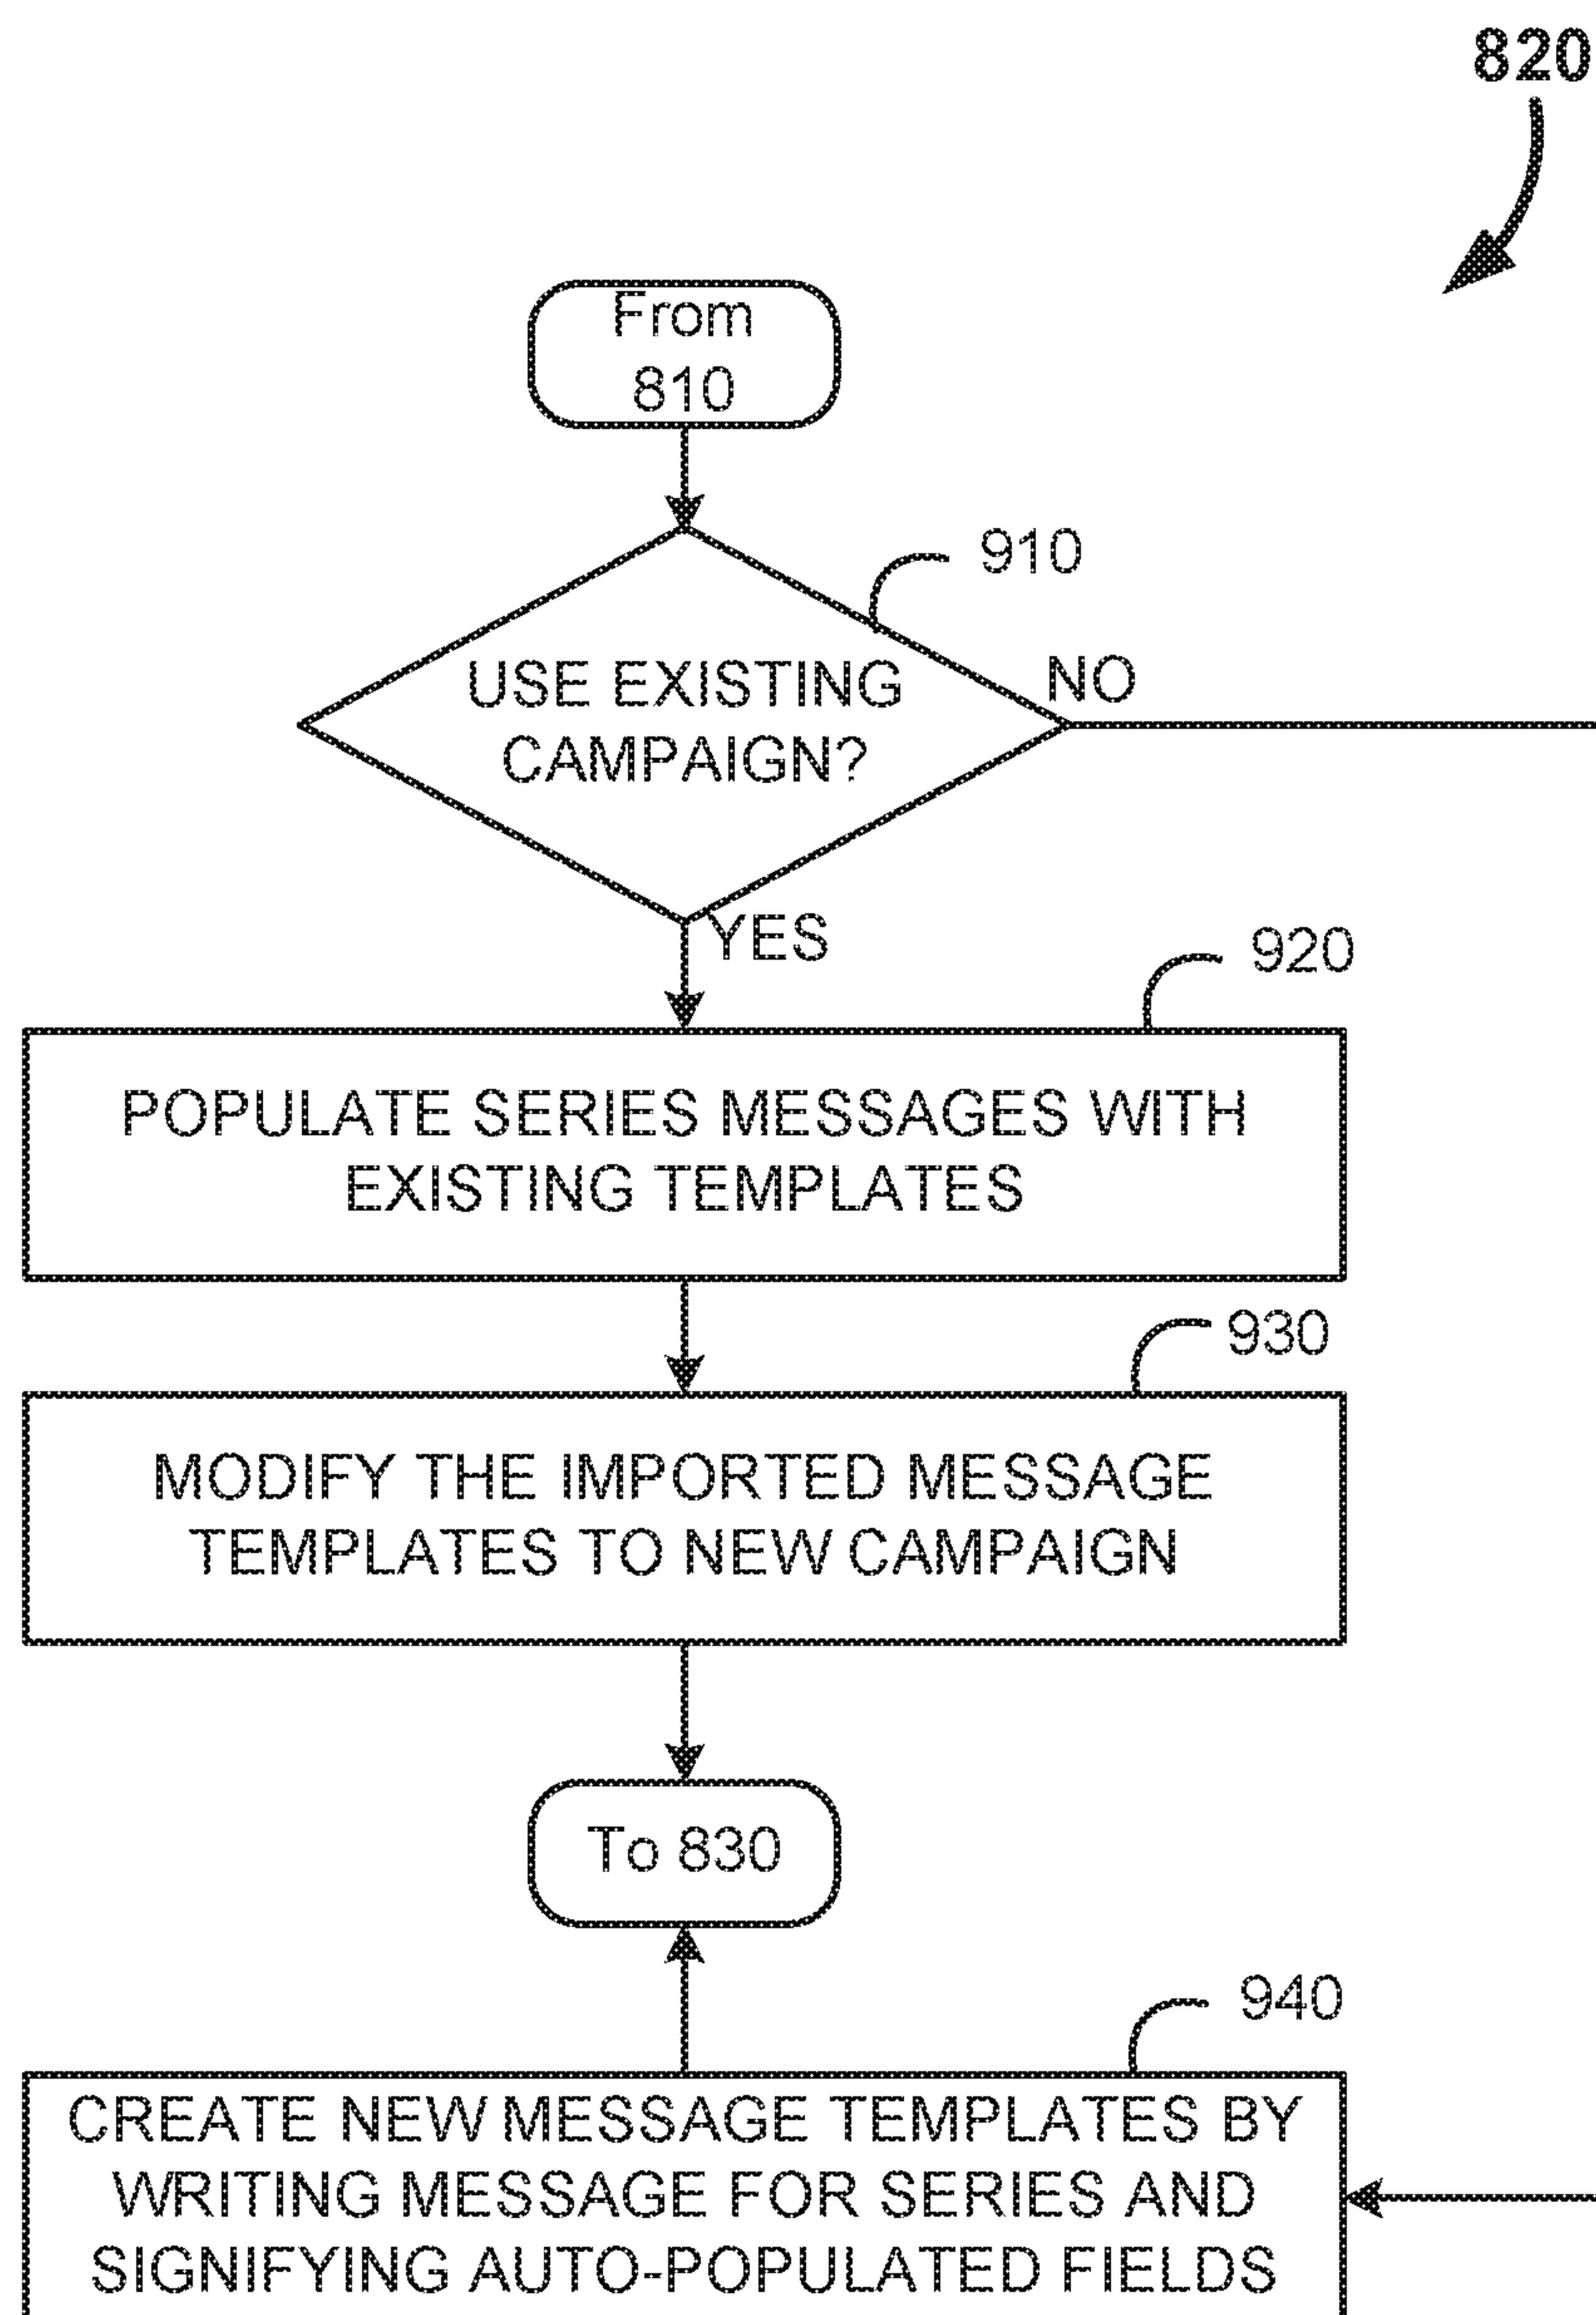 820
From
810
910
USE EXISTING
CAMPAIGN?
NO
YES
920
POPULATE SERIES MESSAGES WITH
EXISTING TEMPLATES
930
MODIFY THE IMPORTED MESSAGE
TEMPLATES TO NEW CAMPAIGN
To 830
940
CREATE NEW MESSAGE TEMPLATES BY
WRITING MESSAGE FOR SERIES AND
SIGNIFYING AUTO-POPULATED FIELDS